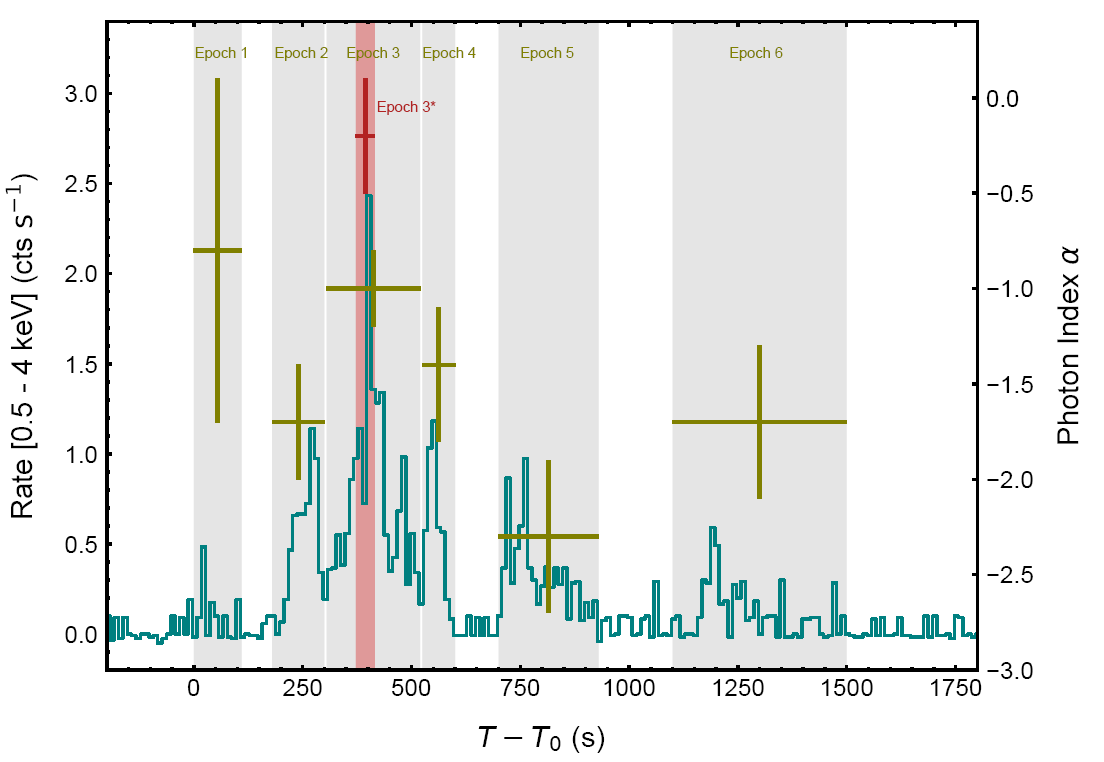 Epoch 1 Epoch 2 Epoch 3 Epoch 4 Epoch 5 Epoch 6
Epoch 3*
3.0
2.5
2.0
1.5
1.0
0.5
0.0
Rate [0.5 - 4 keV] (cts s⁻¹)
0.0
−0.5
−1.0
−1.5
−2.0
−2.5
−3.0
Photon Index α
0 250 500 750 1000 1250 1500 1750
T − T₀ (s)